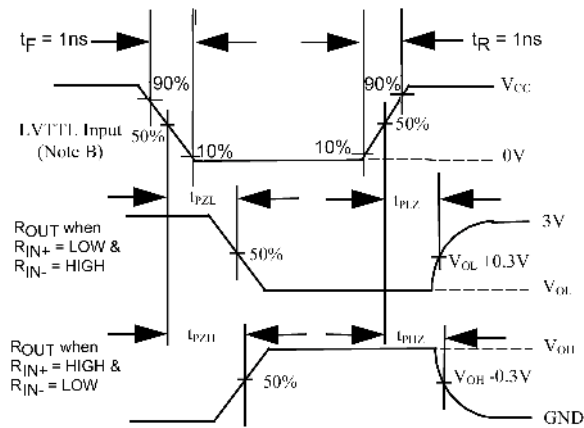 tF = 1ns
tR = 1ns
90%
90%
VCC
LVTTL Input
(Note B)
50%
50%
10%
10%
0V
tPZL
tPLZ
ROUT when
RIN+ = LOW &
RIN- = HIGH
3V
50%
VOL +0.3V
VOL
tPZH
tPHZ
ROUT when
RIN+ = HIGH &
RIN- = LOW
VOH
50%
VOH -0.3V
GND